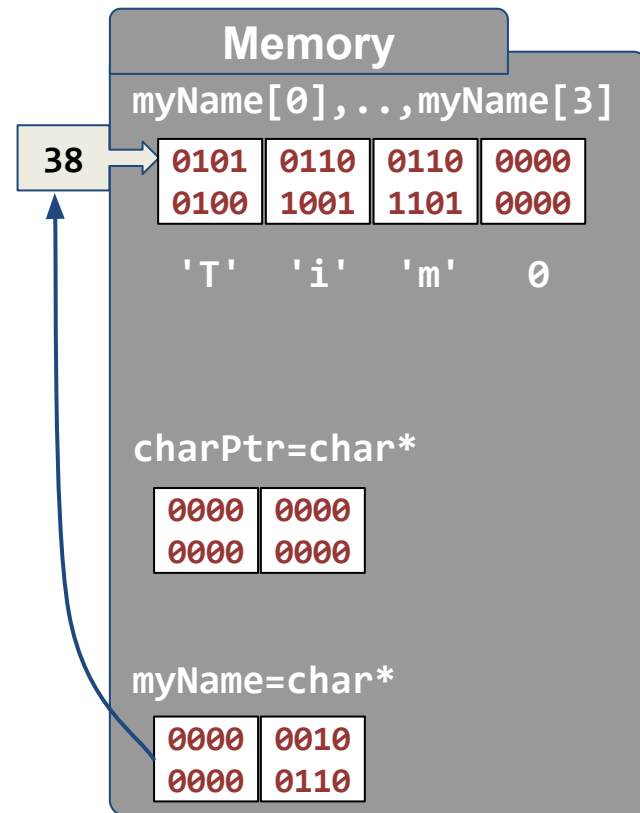 Memory
myName[0],..,myName[3]
38
0101 0110 0110 0000
0100 1001 1101 0000
'T' 'i' 'm' 0
charPtr=char*
0000 0000
0000 0000
myName=char*
0000 0010
0000 0110